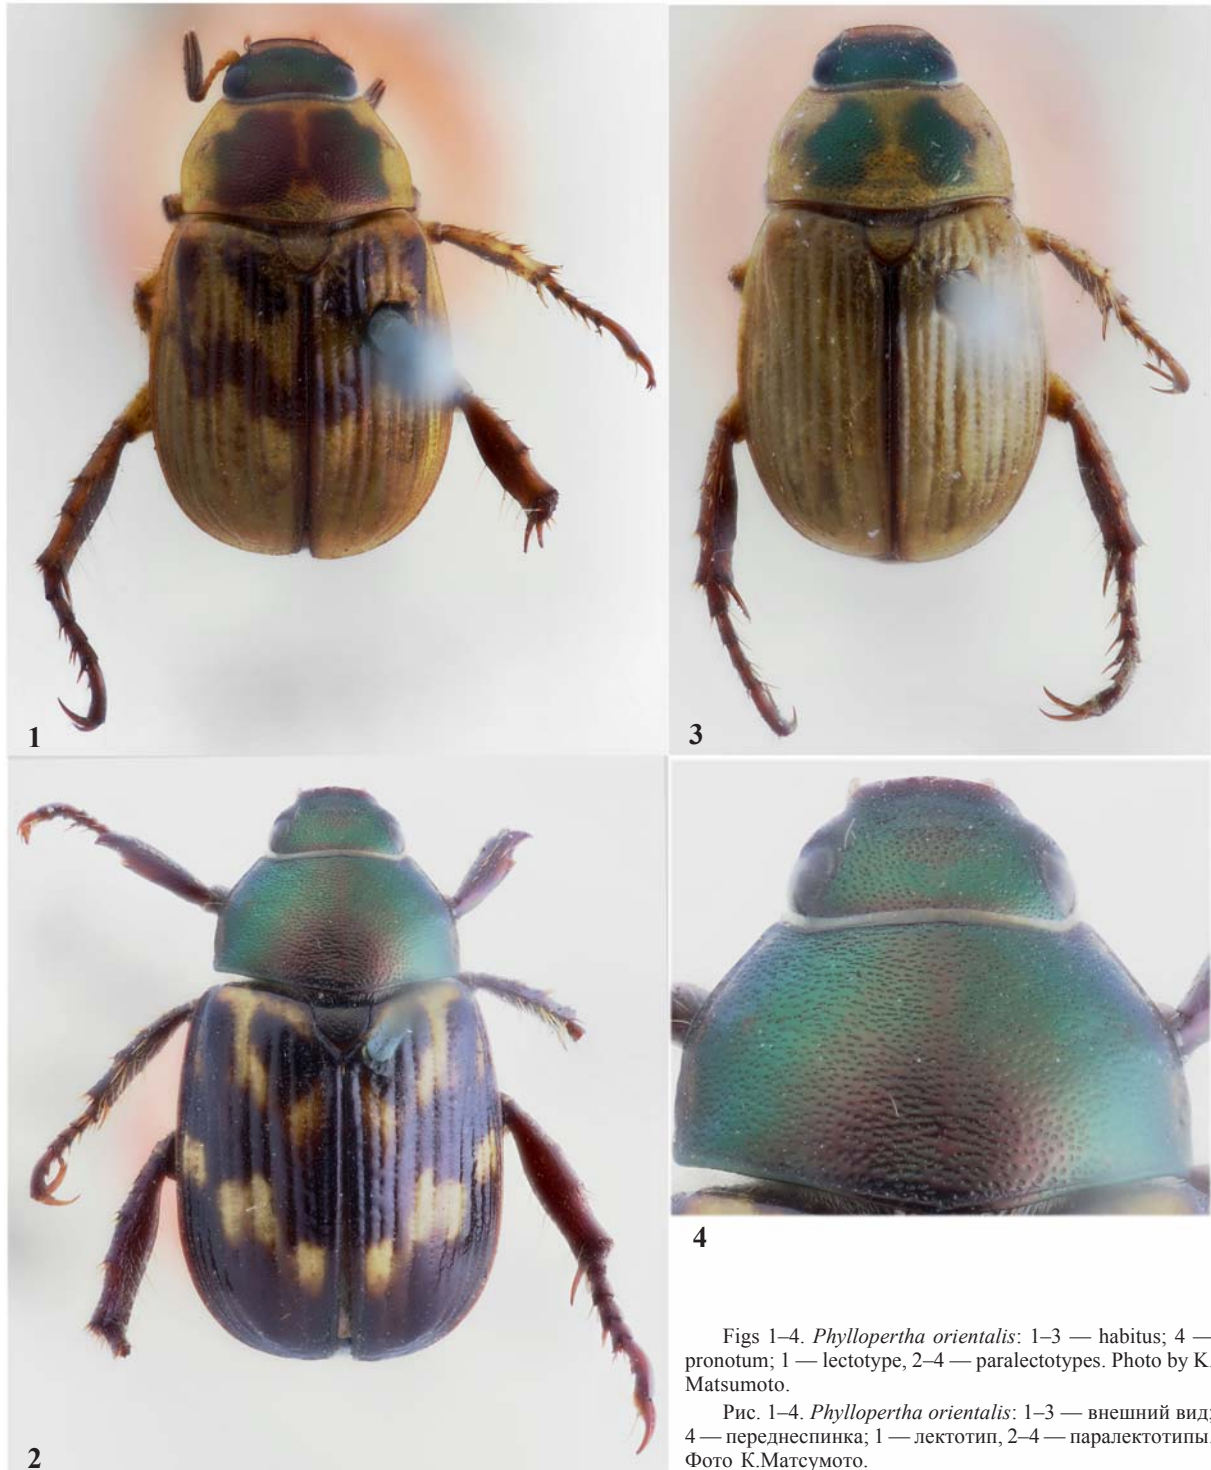 1
3
2
4
Figs 1–4. Phyllopertha orientalis: 1–3 — habitus; 4 —
pronotum; 1 — lectotype, 2–4 — paralectotypes. Photo by K.
Matsumoto.
Рис. 1–4. Phyllopertha orientalis: 1–3 — внешний вид;
4 — переднеспинка; 1 — лектотип, 2–4 — паралектотипы.
Фото К.Матсумото.